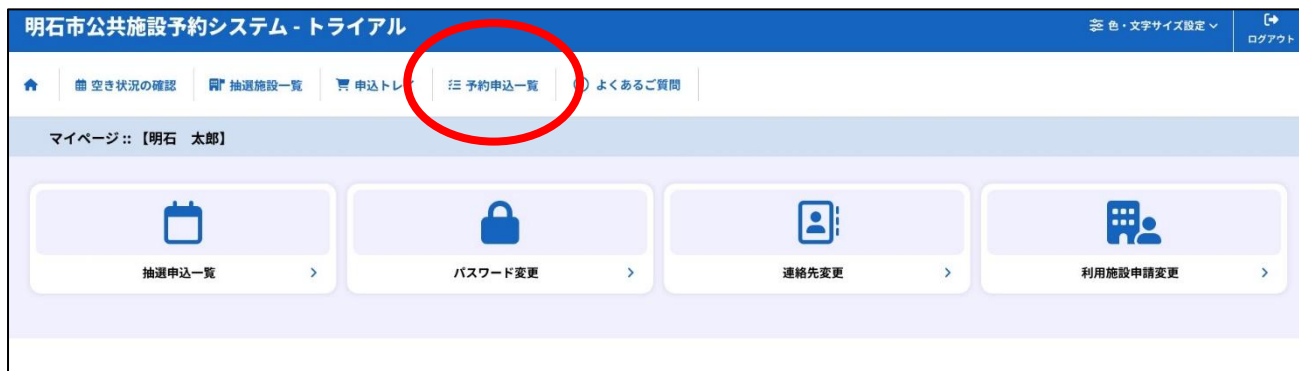 明石市公共施設予約システム - トライアル
色・文字サイズ設定
ログアウト
空き状況の確認 抽選施設一覧 申込トレイ 予約申込一覧 よくあるご質問
マイページ :: 【明石 太郎】
抽選申込一覧 パスワード変更 連絡先変更 利用施設申請変更